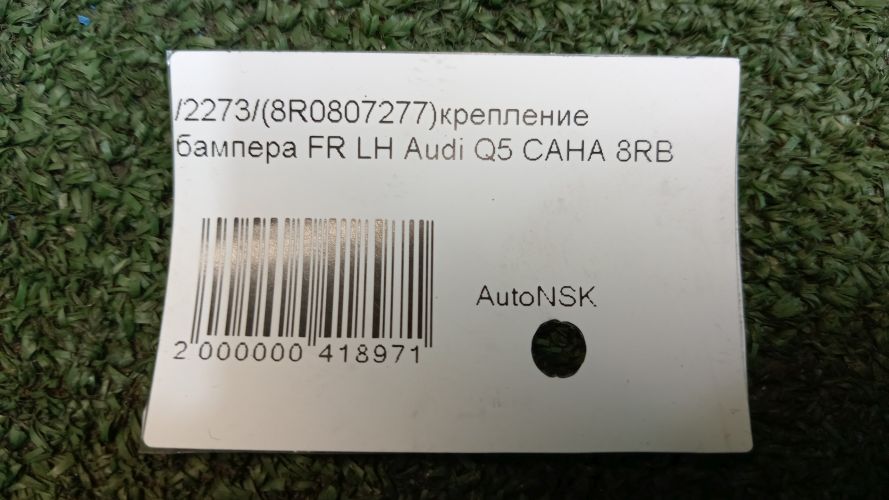 /2273/(8R0807277)крепление
бампера FR LH Audi Q5 CAHA 8RB
AutoNSK
2 000000 418971